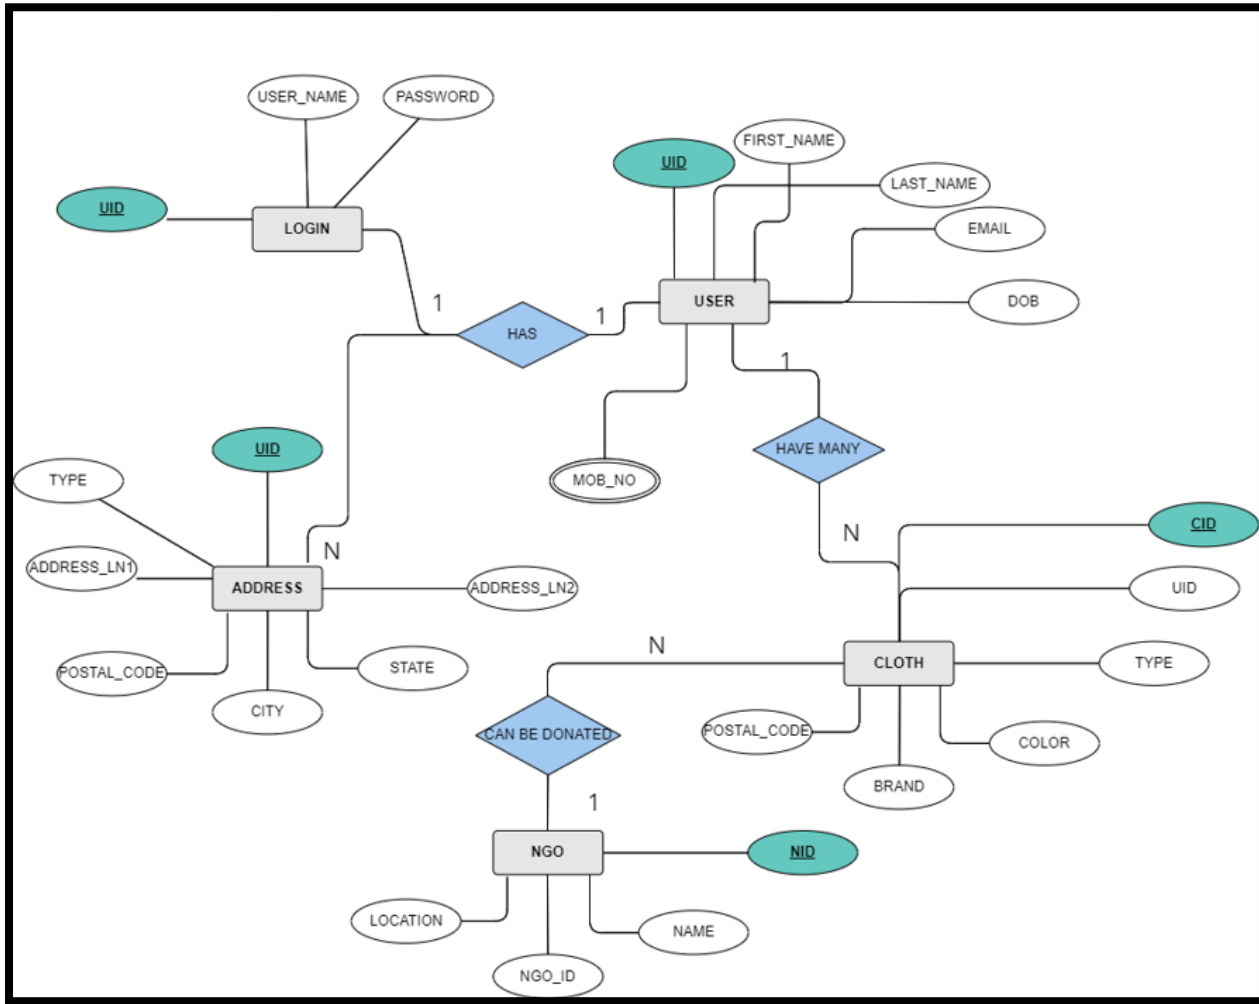 USER_NAME
PASSWORD
FIRST_NAME
UID
LAST_NAME
UID
LOGIN
EMAIL
USER
DOB
1
1
HAS
1
UID
HAVE MANY
TYPE
MOB_NO
CID
N
N
ADDRESS_LN1
ADDRESS
ADDRESS_LN2
UID
N
POSTAL_CODE
STATE
CLOTH
TYPE
CITY
CAN BE DONATED
POSTAL_CODE
COLOR
BRAND
1
NGO
NID
LOCATION
NAME
NGO_ID